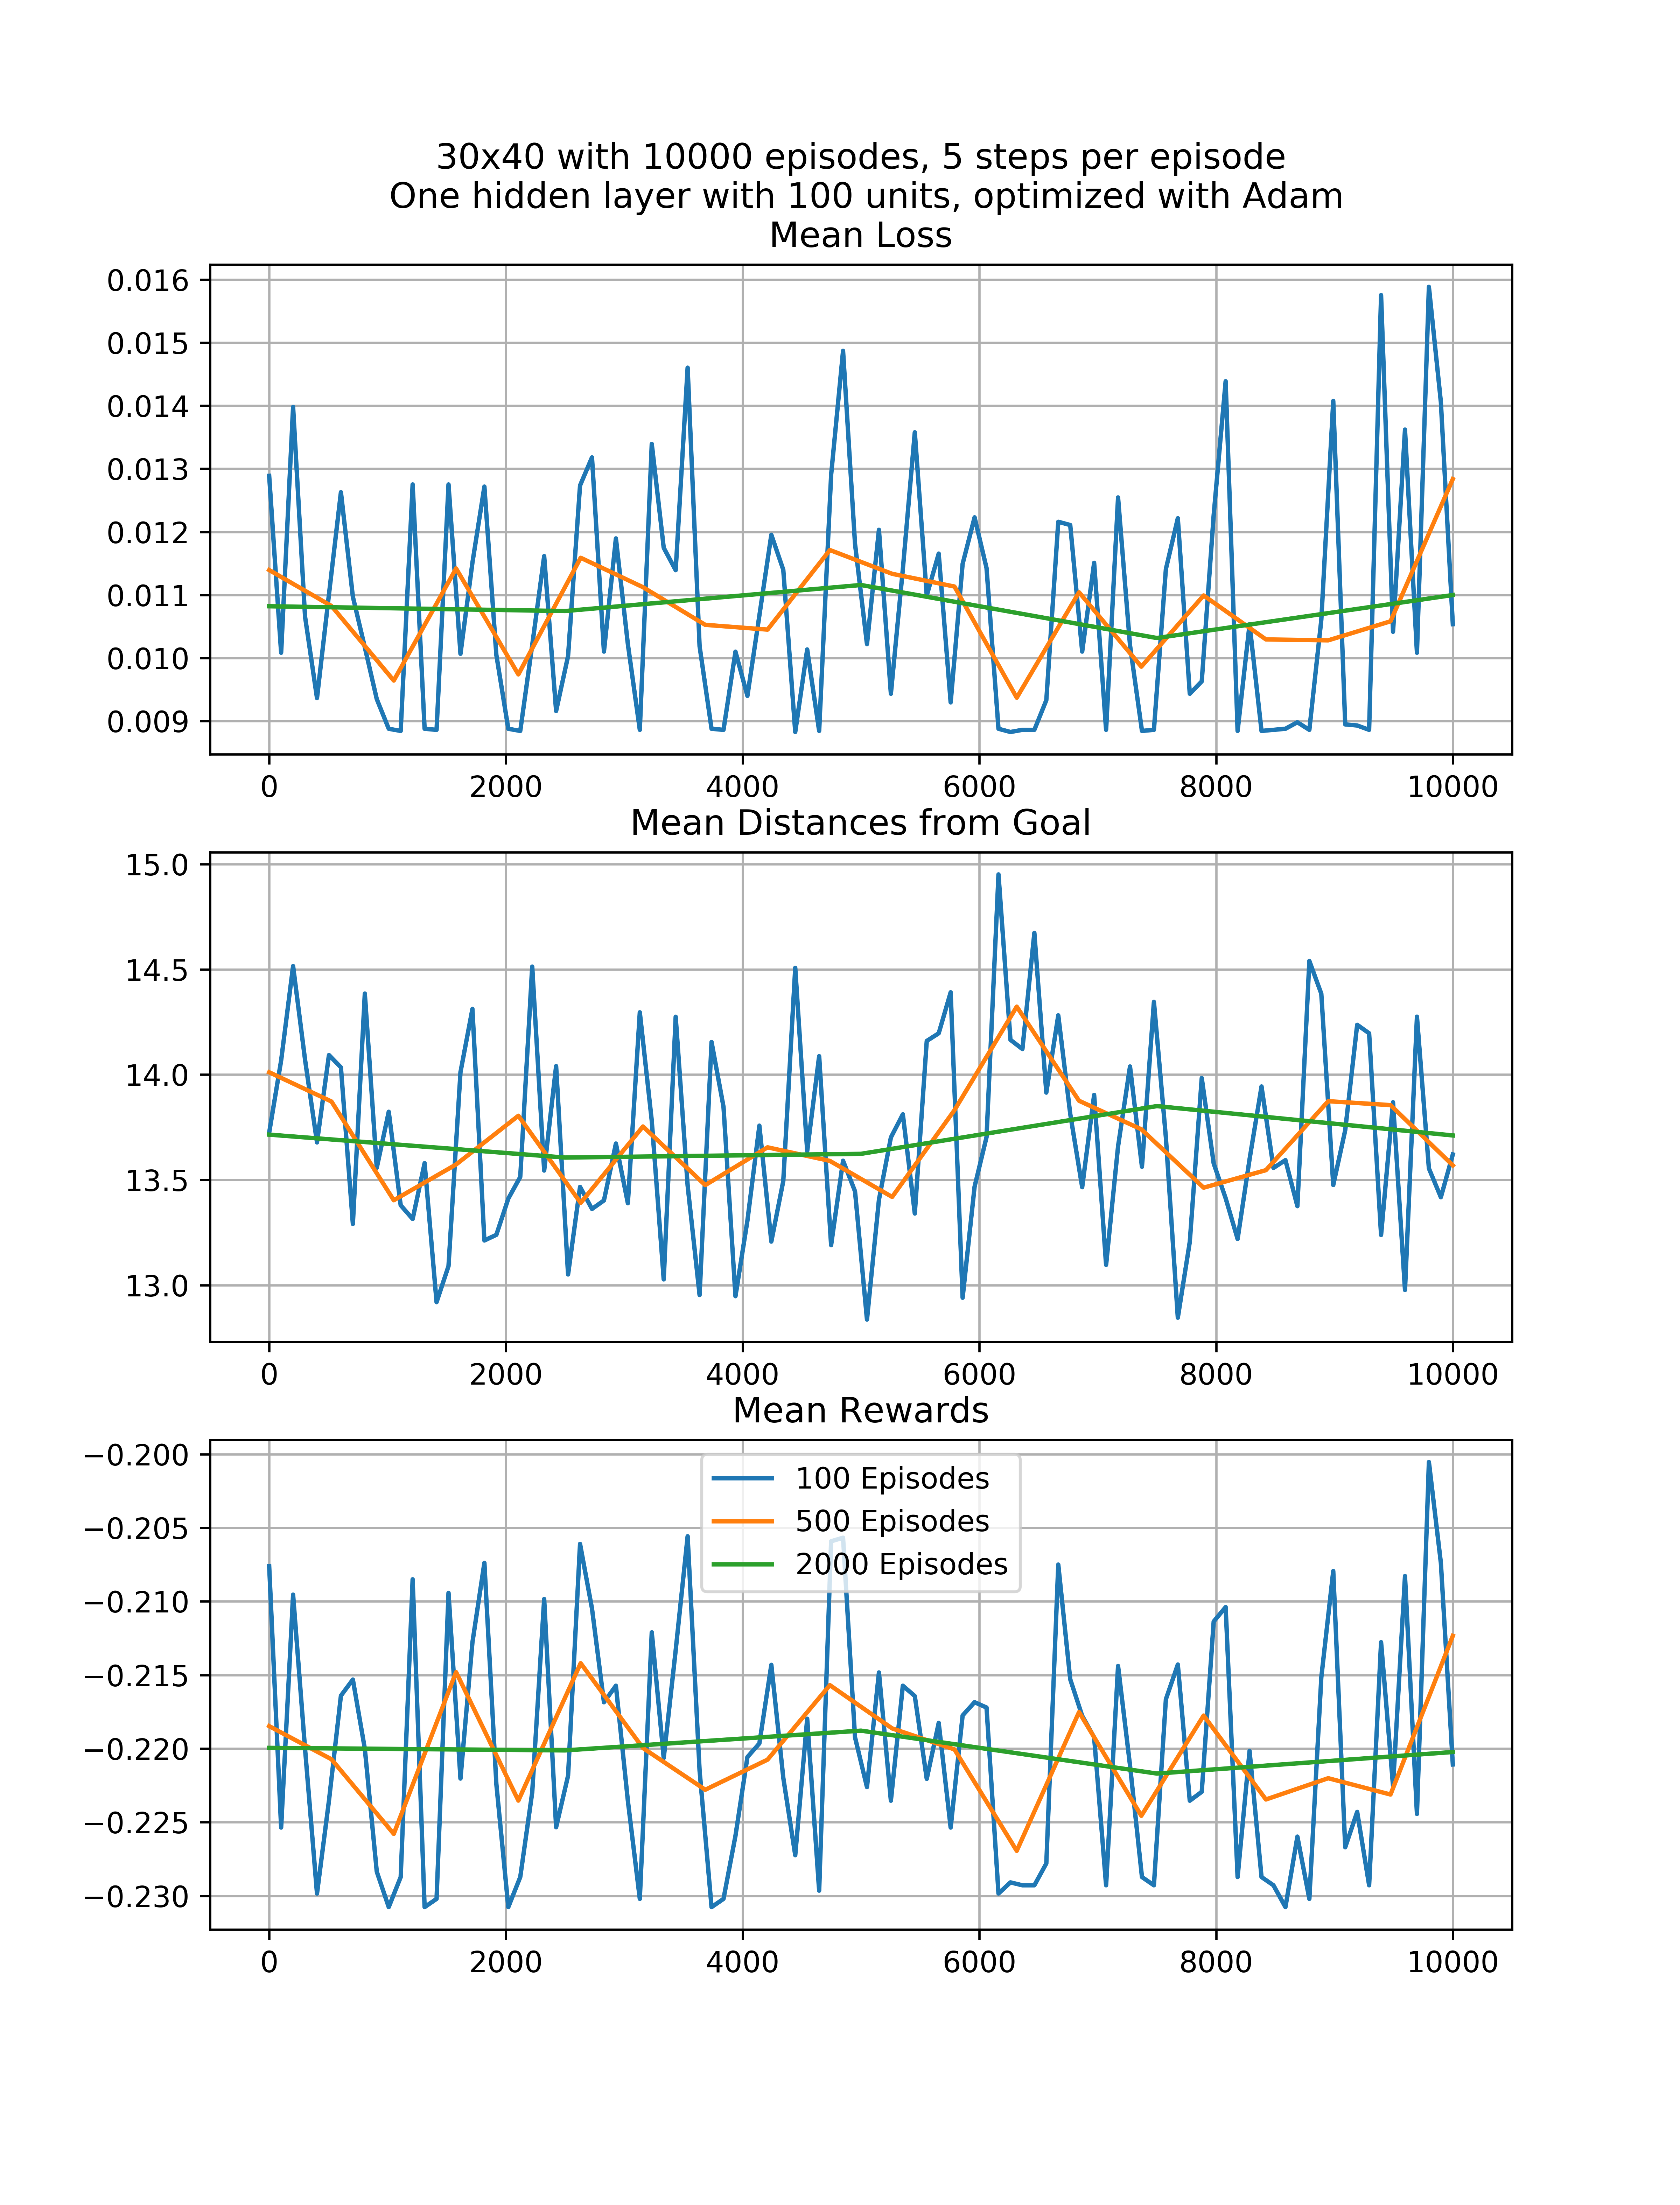 30x40 with 10000 episodes, 5 steps per episode
One hidden layer with 100 units, optimized with Adam
Mean Loss
0.016
0.015
0.014
0.013
0.012
0.011
0.010
0.009
0 2000 4000 6000 8000 10000
Mean Distances from Goal
15.0
14.5
14.0
13.5
13.0
0 2000 4000 6000 8000 10000
Mean Rewards
−0.200
−0.205
−0.210
−0.215
−0.220
−0.225
−0.230
100 Episodes
500 Episodes
2000 Episodes
0 2000 4000 6000 8000 10000